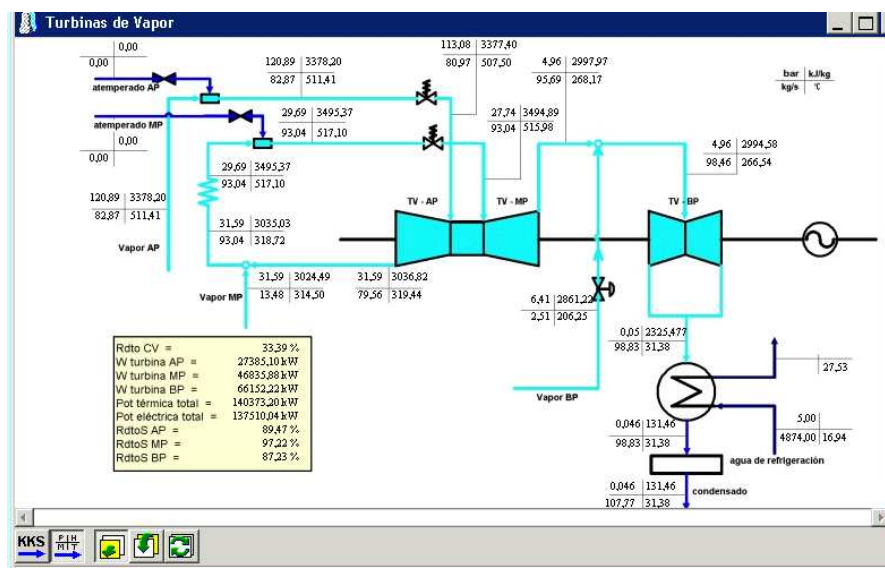 Turbinas de Vapor
0,00
0,00
atemperado AP
120,89 3378,20
82,87 511,41
113,08 3377,40
80,97 507,50
4,96 2997,97
95,69 268,17
bar kJ/kg
kg/s ℃
atemperado MP
0,00
0,00
29,69 3495,37
93,04 517,10
27,74 3494,89
93,04 515,98
4,96 2994,58
98,46 266,54
29,69 3495,37
93,04 517,10
120,89 3378,20
82,87 511,41
Vapor AP
TV - AP
TV - MP
TV - BP
31,59 3035,03
93,04 318,72
Vapor MP
31,59 3024,49
13,48 314,50
31,59 3036,82
79,56 319,44
6,41 2861,22
2,51 206,25
Vapor BP
0,05 2325,477
98,83 31,38
27,53
5,00
4874,00 16,94
agua de refrigeración
0,046 131,46
98,83 31,38
0,046 131,46
107,77 31,38
condensado
Rdto CV = 33,39 %
W turbina AP = 27385,10 kW
W turbina MP = 46835,88 kW
W turbina BP = 66152,22 kW
Pot térmica total = 140373,20 kW
Pot eléctrica total = 137510,04 kW
RdtoS AP = 89,47 %
RdtoS MP = 97,22 %
RdtoS BP = 87,23 %
KKS
P H
M T